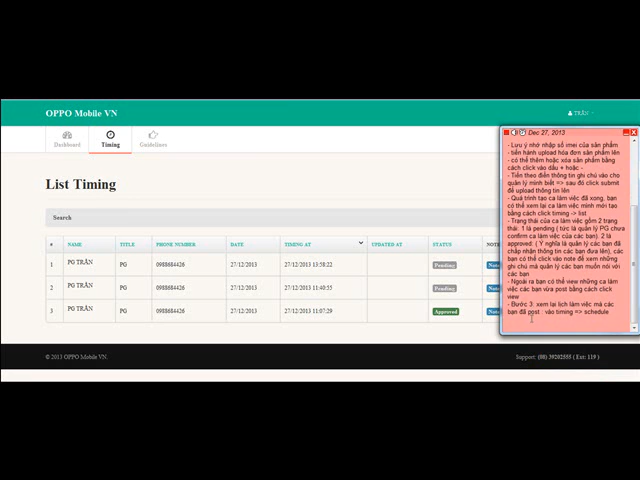 OPPO Mobile VN
TRÂN
Dashboard
Timing
Guidelines
List Timing
Search
# NAME TITLE PHONE NUMBER DATE TIMING AT UPDATED AT STATUS NOTE
1 PG TRÂN PG 0988684426 27/12/2013 27/12/2013 13:58:22 Pending
2 PG TRÂN PG 0988684426 27/12/2013 27/12/2013 11:40:55 Pending
3 PG TRÂN PG 0988684426 27/12/2013 27/12/2013 11:07:29 Approved
© 2013 OPPO Mobile VN.
Support: (08) 39202555 ( Ext: 119 )
Dec 27, 2013
- Lưu ý nhớ nhập số imei của sản phẩm
- tiến hành upload hóa đơn sản phẩm lên
- có thể thêm hoặc xóa sản phẩm bằng
cách click vào dấu + hoặc -
- Tiến theo điền thông tin ghi chú vào cho
quản lý mình biết => sau đó click submit
để upload thông tin lên
- Quá trình tạo ca làm việc đã xong, bạn
có thể xem lại ca làm việc mình mới tạo
bằng cách click timing -> list
- Trạng thái của ca làm việc gồm 2 trạng
thái: 1 là pending ( tức là quản lý PG chưa
confirm ca làm việc của các bạn). 2 là
approved: ( Ý nghĩa là quản lý các bạn đã
chấp nhận thông tin các bạn đưa lên), các
bạn có thể click vào note để xem những
ghi chú mà quản lý các bạn muốn nói với
các bạn
- Ngoài ra bạn có thể view những ca làm
việc các bạn vừa post bằng cách click
view
- Bước 3: xem lại lịch làm việc mà các
bạn đã post : vào timing => schedule